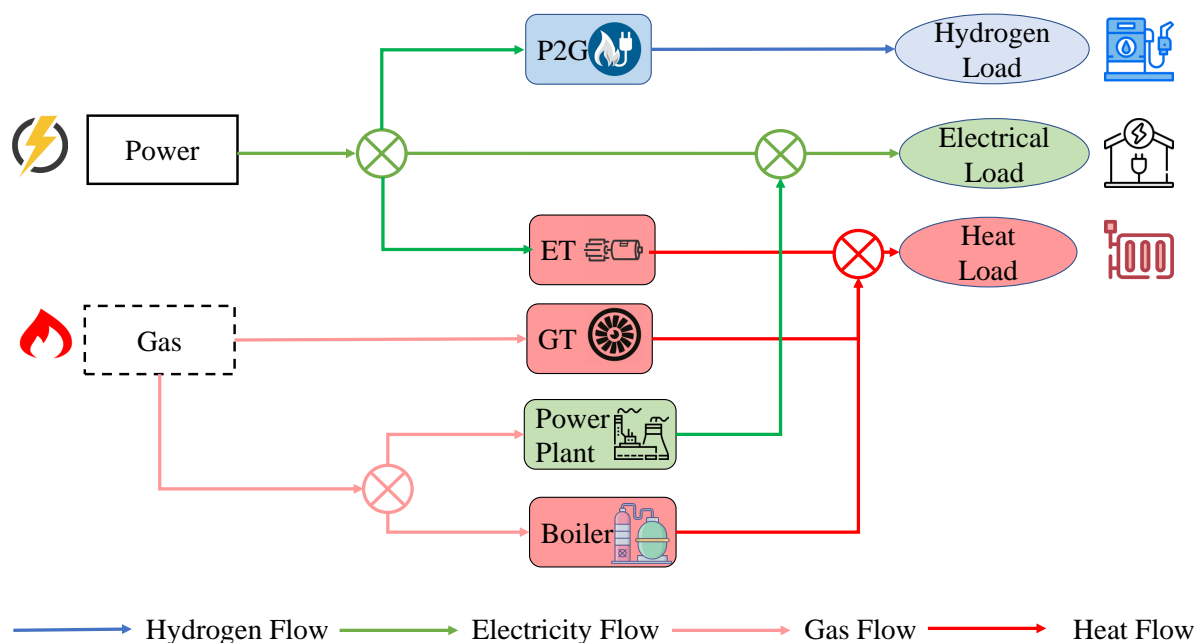 P2G
Hydrogen
Load
Power
Electrical
Load
ET
Heat
Load
Gas
GT
Power
Plant
Boiler
Hydrogen Flow
Electricity Flow
Gas Flow
Heat Flow